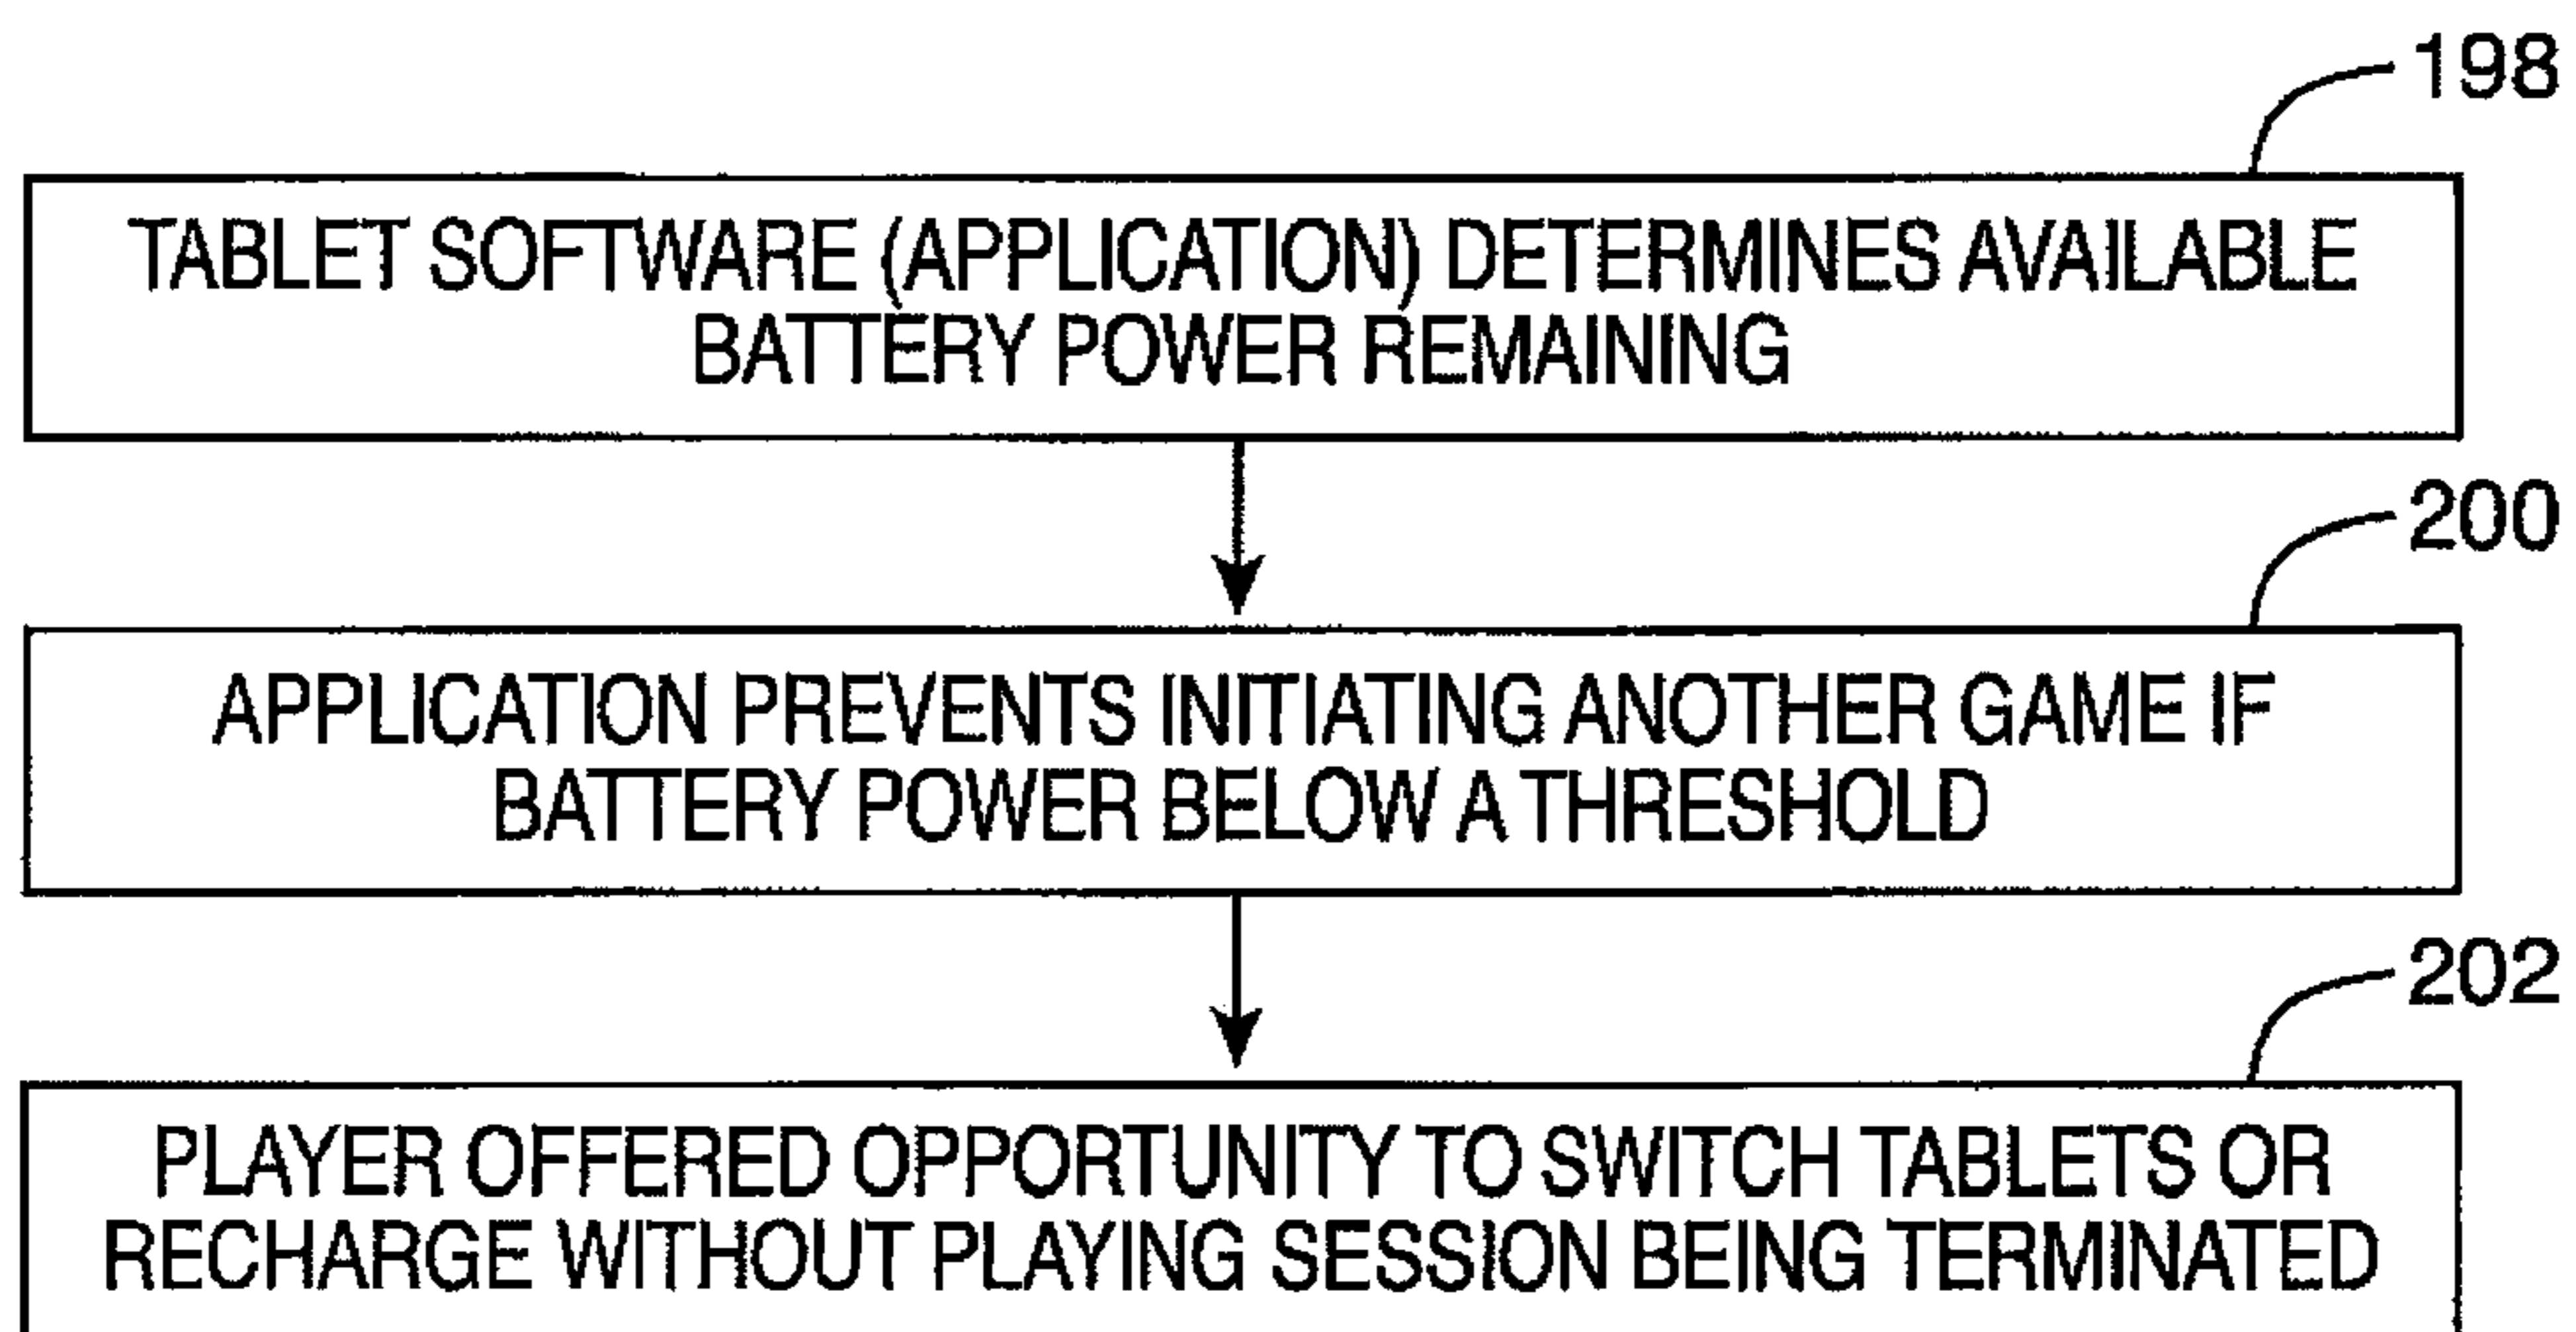 198
TABLET SOFTWARE (APPLICATION) DETERMINES AVAILABLE
BATTERY POWER REMAINING
200
APPLICATION PREVENTS INITIATING ANOTHER GAME IF
BATTERY POWER BELOW A THRESHOLD
202
PLAYER OFFERED OPPORTUNITY TO SWITCH TABLETS OR
RECHARGE WITHOUT PLAYING SESSION BEING TERMINATED